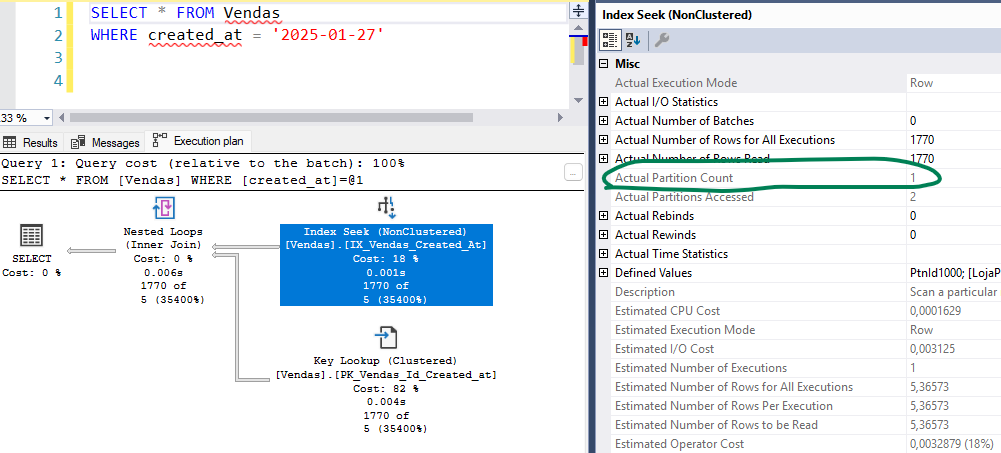 1 SELECT * FROM Vendas
2 WHERE created_at = '2025-01-27'
3
4
33 %
Results Messages Execution plan
Query 1: Query cost (relative to the batch): 100%
SELECT * FROM [Vendas] WHERE [created_at]=@1
...
SELECT
Cost: 0 %
Nested Loops
(Inner Join)
Cost: 0 %
0.006s
1770 of
5 (35400%)
Index Seek (NonClustered)
[Vendas].[IX_Vendas_Created_At]
Cost: 18 %
0.001s
1770 of
5 (35400%)
Key Lookup (Clustered)
[Vendas].[PK_Vendas_Id_Created_at]
Cost: 82 %
0.004s
1770 of
5 (35400%)
Index Seek (NonClustered)
Misc
Actual Execution Mode Row
Actual I/O Statistics
Actual Number of Batches 0
Actual Number of Rows for All Executions 1770
Actual Number of Rows Read 1770
Actual Partition Count 1
Actual Partitions Accessed 2
Actual Rebinds 0
Actual Rewinds 0
Actual Time Statistics
Defined Values PtnId1000; [LojaP
Description Scan a particular
Estimated CPU Cost 0,0001629
Estimated Execution Mode Row
Estimated I/O Cost 0,003125
Estimated Number of Executions 1
Estimated Number of Rows for All Executions 5,36573
Estimated Number of Rows Per Execution 5,36573
Estimated Number of Rows to be Read 5,36573
Estimated Operator Cost 0,0032879 (18%)